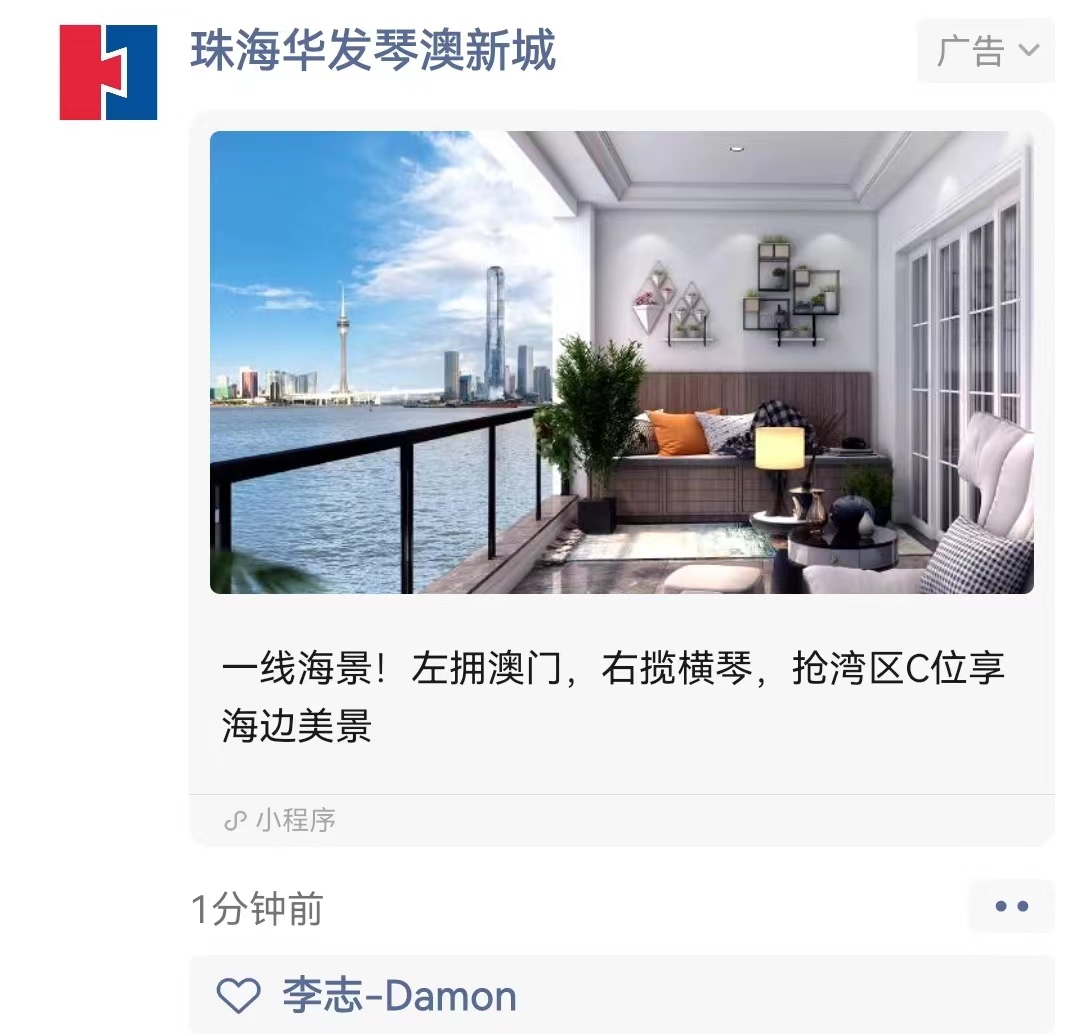 珠海华发琴澳新城
广告
一线海景！左拥澳门，右揽横琴，抢湾区C位享
海边美景
小程序
1分钟前
李志-Damon